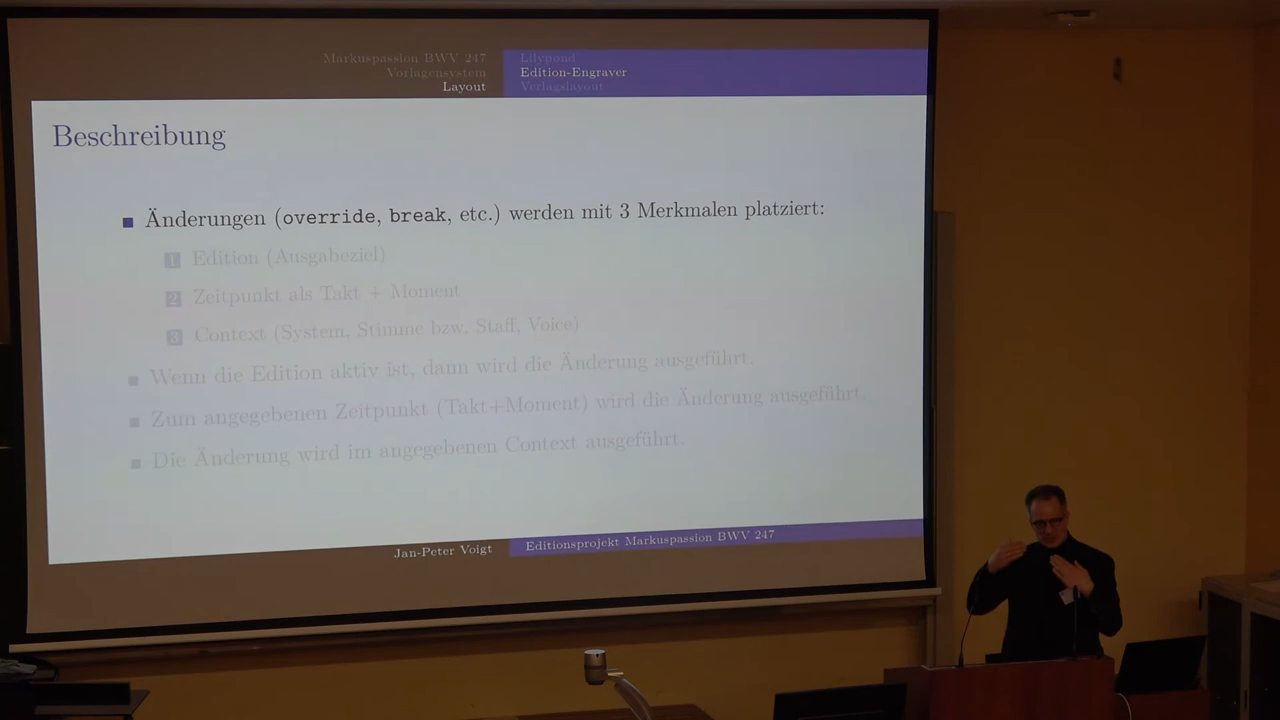 Markuspassion BWV 247
Vorlagensystem
Layout
Lilypond
Edition-Engraver
Verlagslayout
Beschreibung
Änderungen (override, break, etc.) werden mit 3 Merkmalen platziert:
1 Edition (Ausgabeziel)
2 Zeitpunkt als Takt + Moment
3 Context (System, Stimme bzw. Staff, Voice)
Wenn die Edition aktiv ist, dann wird die Änderung ausgeführt.
Zum angegebenen Zeitpunkt (Takt+Moment) wird die Änderung ausgeführt.
Die Änderung wird im angegebenen Context ausgeführt.
Jan-Peter Voigt
Editionsprojekt Markuspassion BWV 247